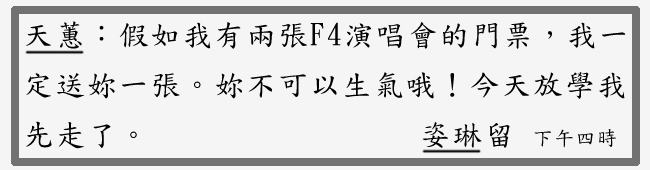 天蕙：假如我有兩張F4演唱會的門票，我一
定送妳一張。妳不可以生氣哦！今天放學我
先走了。 姿琳留 下午四時